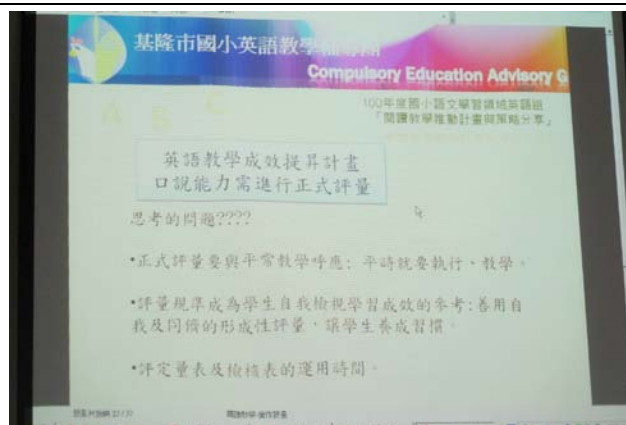 基隆市國小英語教學輔導團
Compulsory Education Advisory G
A B C
100年度國小語文學習領域英語組
「閱讀教學推動計畫與策略分享」
英語教學成效提昇計畫
口說能力需進行正式評量
思考的問題????
•正式評量要與平常教學呼應:平時就要執行、教學。
•評量規準成為學生自我檢視學習成效的參考:善用自
我及同儕的形成性評量,讓學生養成習慣。
•評定量表及檢核表的運用時間。